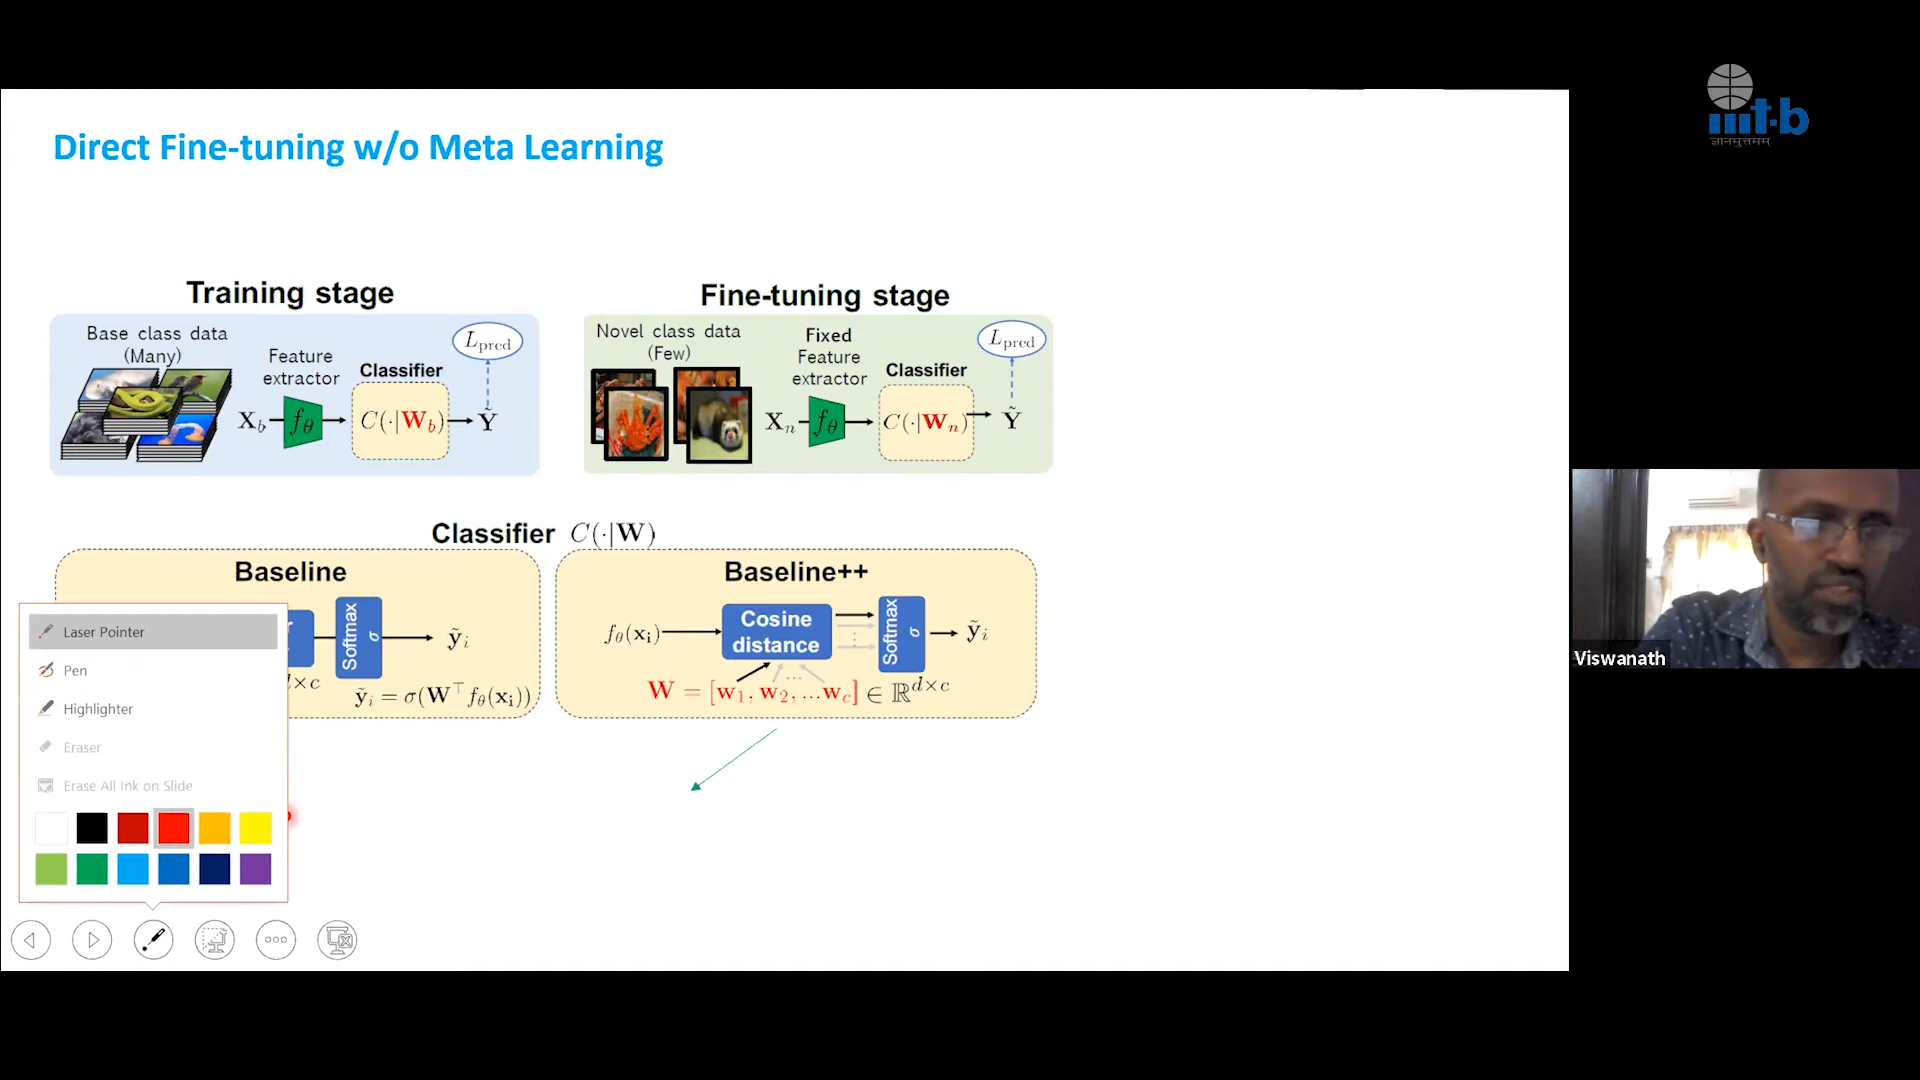 iiit-b
ज्ञानमुत्तमम्
Direct Fine-tuning w/o Meta Learning
Training stage
Base class data
(Many)
Feature
extractor
Classifier
L_pred
X_b
f_θ
C(·|W_b)
Ỹ
Fine-tuning stage
Novel class data
(Few)
Fixed
Feature
extractor
Classifier
L_pred
X_n
f_θ
C(·|W_n)
Ỹ
Classifier C(·|W)
Baseline
Softmax
σ
ỹ_i
d×c
ỹ_i = σ(W^⊤ f_θ(x_i))
Baseline++
f_θ(x_i)
Cosine
distance
Softmax
σ
ỹ_i
W = [w_1, w_2, ...w_c] ∈ ℝ^{d×c}
Laser Pointer
Pen
Highlighter
Eraser
Erase All Ink on Slide
Viswanath